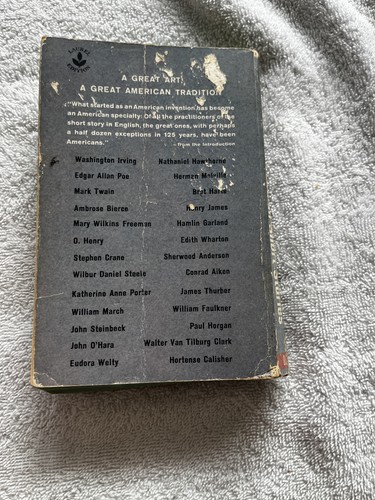 LAUREL
EDITION
A GREAT ART,
A GREAT AMERICAN TRADITION
"What started as an American invention has become
an American specialty: Of all the practitioners of the
short story in English, the great ones, with perhaps
a half dozen exceptions in 125 years, have been
Americans."
—from the Introduction
Washington Irving Nathaniel Hawthorne
Edgar Allan Poe Herman Melville
Mark Twain Bret Harte
Ambrose Bierce Henry James
Mary Wilkins Freeman Hamlin Garland
O. Henry Edith Wharton
Stephen Crane Sherwood Anderson
Wilbur Daniel Steele Conrad Aiken
Katherine Anne Porter James Thurber
William March William Faulkner
John Steinbeck Paul Horgan
John O'Hara Walter Van Tilburg Clark
Eudora Welty Hortense Calisher